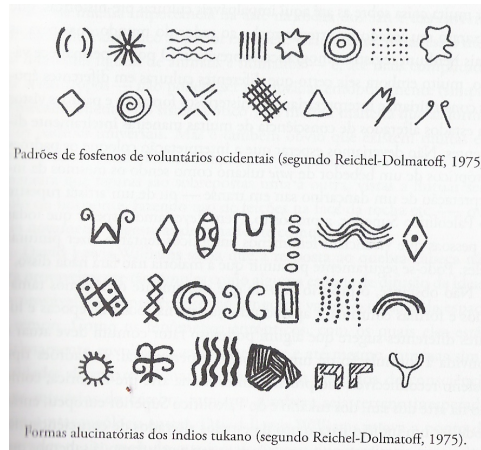 Padrões de fosfenos de voluntários ocidentais (segundo Reichel-Dolmatoff, 1975
Formas alucinatórias dos índios tukano (segundo Reichel-Dolmatoff, 1975).